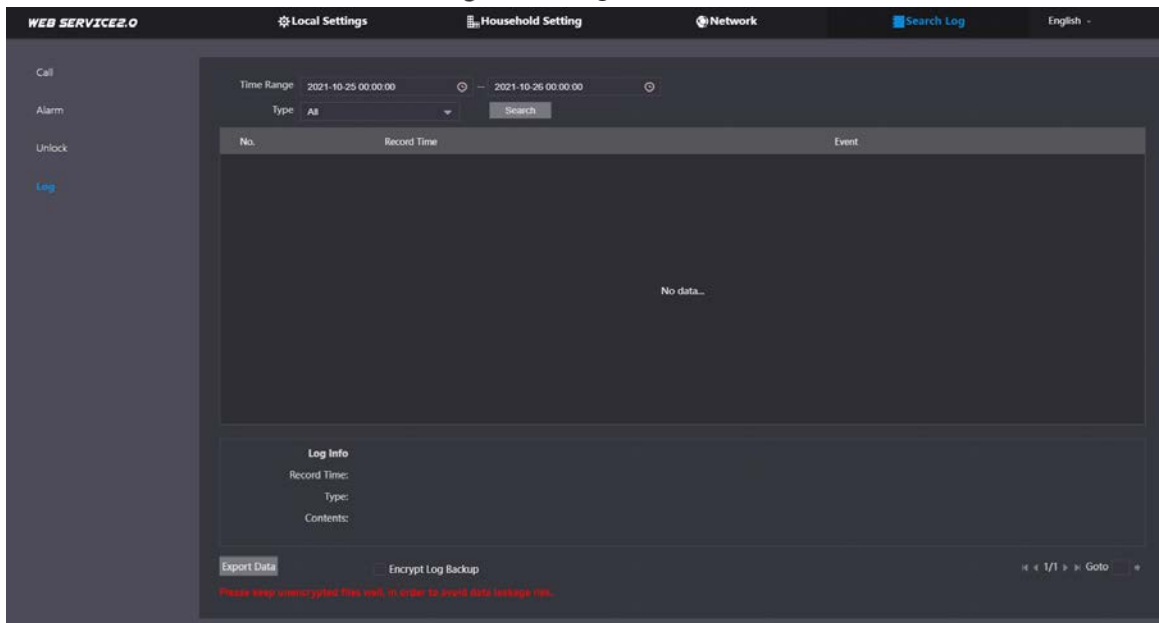 WEB SERVICE2.0 Local Settings Household Setting Network Search Log English
Call
Alarm
Unlock
Log
Time Range 2021-10-25 00:00:00 — 2021-10-26 00:00:00
Type All Search
No. Record Time Event
No data...
Log Info
Record Time:
Type:
Contents:
Export Data Encrypt Log Backup 1/1 Goto
Please keep unencrypted files well, in order to avoid data leakage risk.